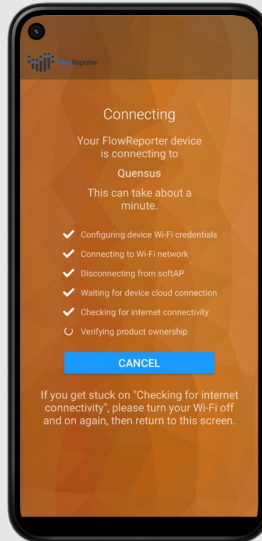 FlowReporter
Connecting
Your FlowReporter device
is connecting to
Quensus
This can take about a
minute.
Configuring device Wi-Fi credentials
Connecting to Wi-Fi network
Disconnecting from softAP
Waiting for device cloud connection
Checking for internet connectivity
Verifying product ownership
CANCEL
If you get stuck on "Checking for internet
connectivity", please turn your Wi-Fi off
and on again, then return to this screen.